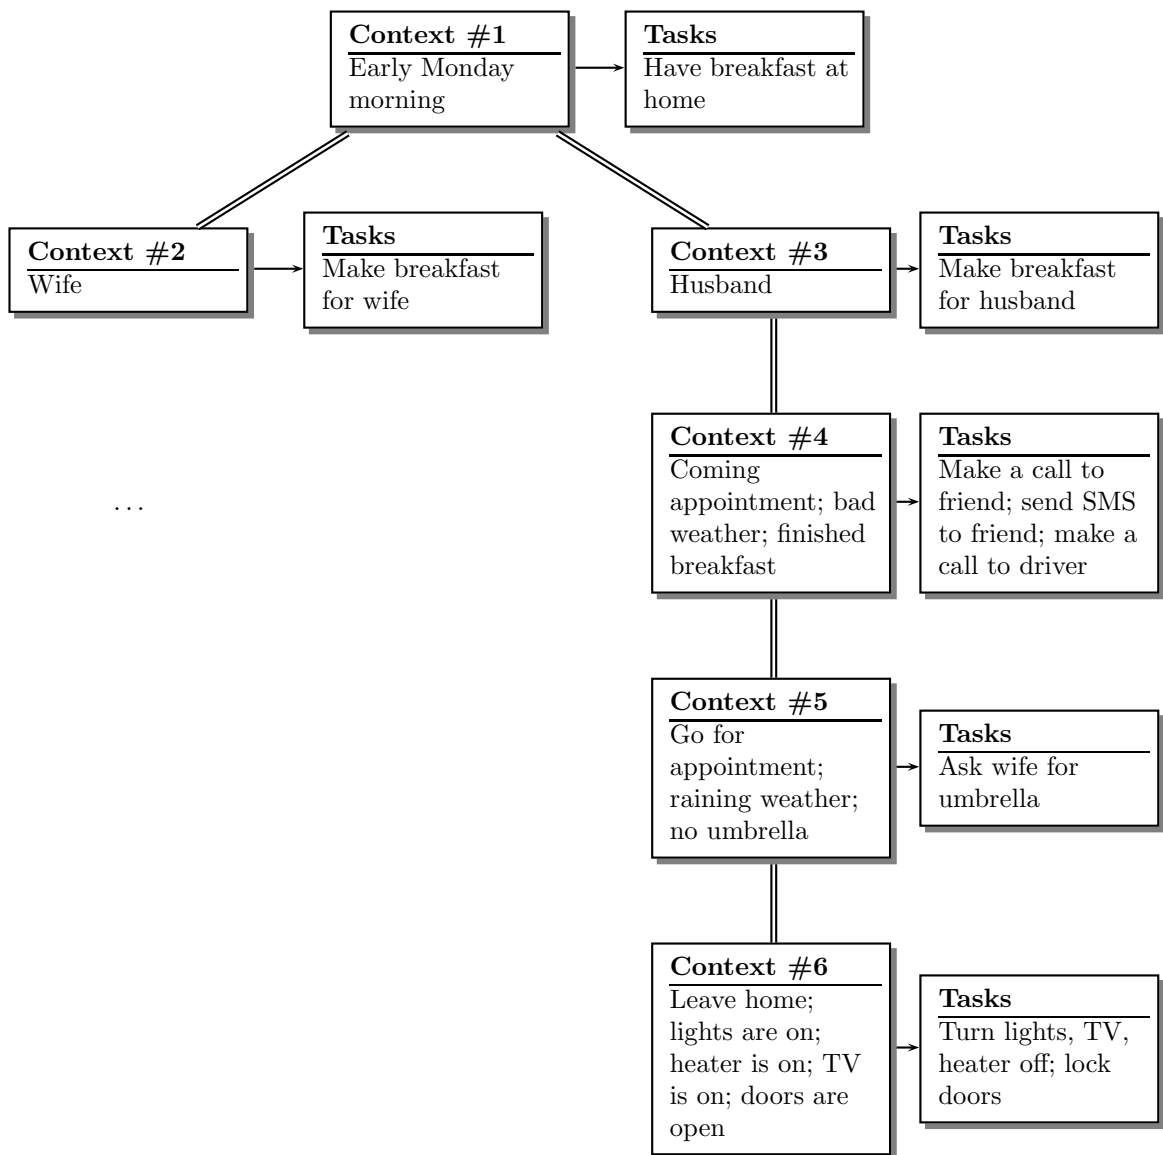 Context #1
Early Monday
morning
Tasks
Have breakfast at
home
Context #2
Wife
Tasks
Make breakfast
for wife
Context #3
Husband
Tasks
Make breakfast
for husband
Context #4
Coming
appointment; bad
weather; finished
breakfast
Tasks
Make a call to
friend; send SMS
to friend; make a
call to driver
...
Context #5
Go for
appointment;
raining weather;
no umbrella
Tasks
Ask wife for
umbrella
Context #6
Leave home;
lights are on;
heater is on; TV
is on; doors are
open
Tasks
Turn lights, TV,
heater off; lock
doors